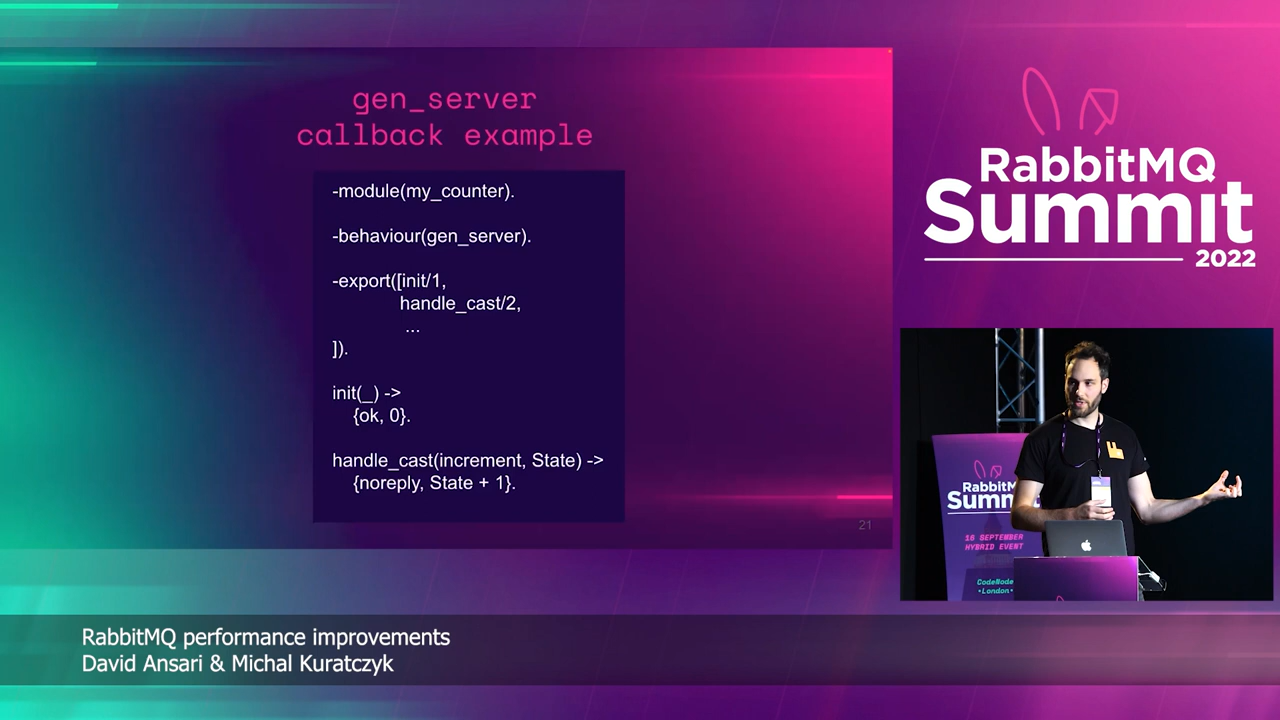 gen_server
callback example
-module(my_counter).
-behaviour(gen_server).
-export([init/1,
handle_cast/2,
...
]).
init(_) ->
{ok, 0}.
handle_cast(increment, State) ->
{noreply, State + 1}.
21
RabbitMQ
Summit
2022
RabbitM
Summ
16 SEPTEMBER
HYBRID EVENT
CodeNode
•London•
RabbitMQ performance improvements
David Ansari & Michal Kuratczyk